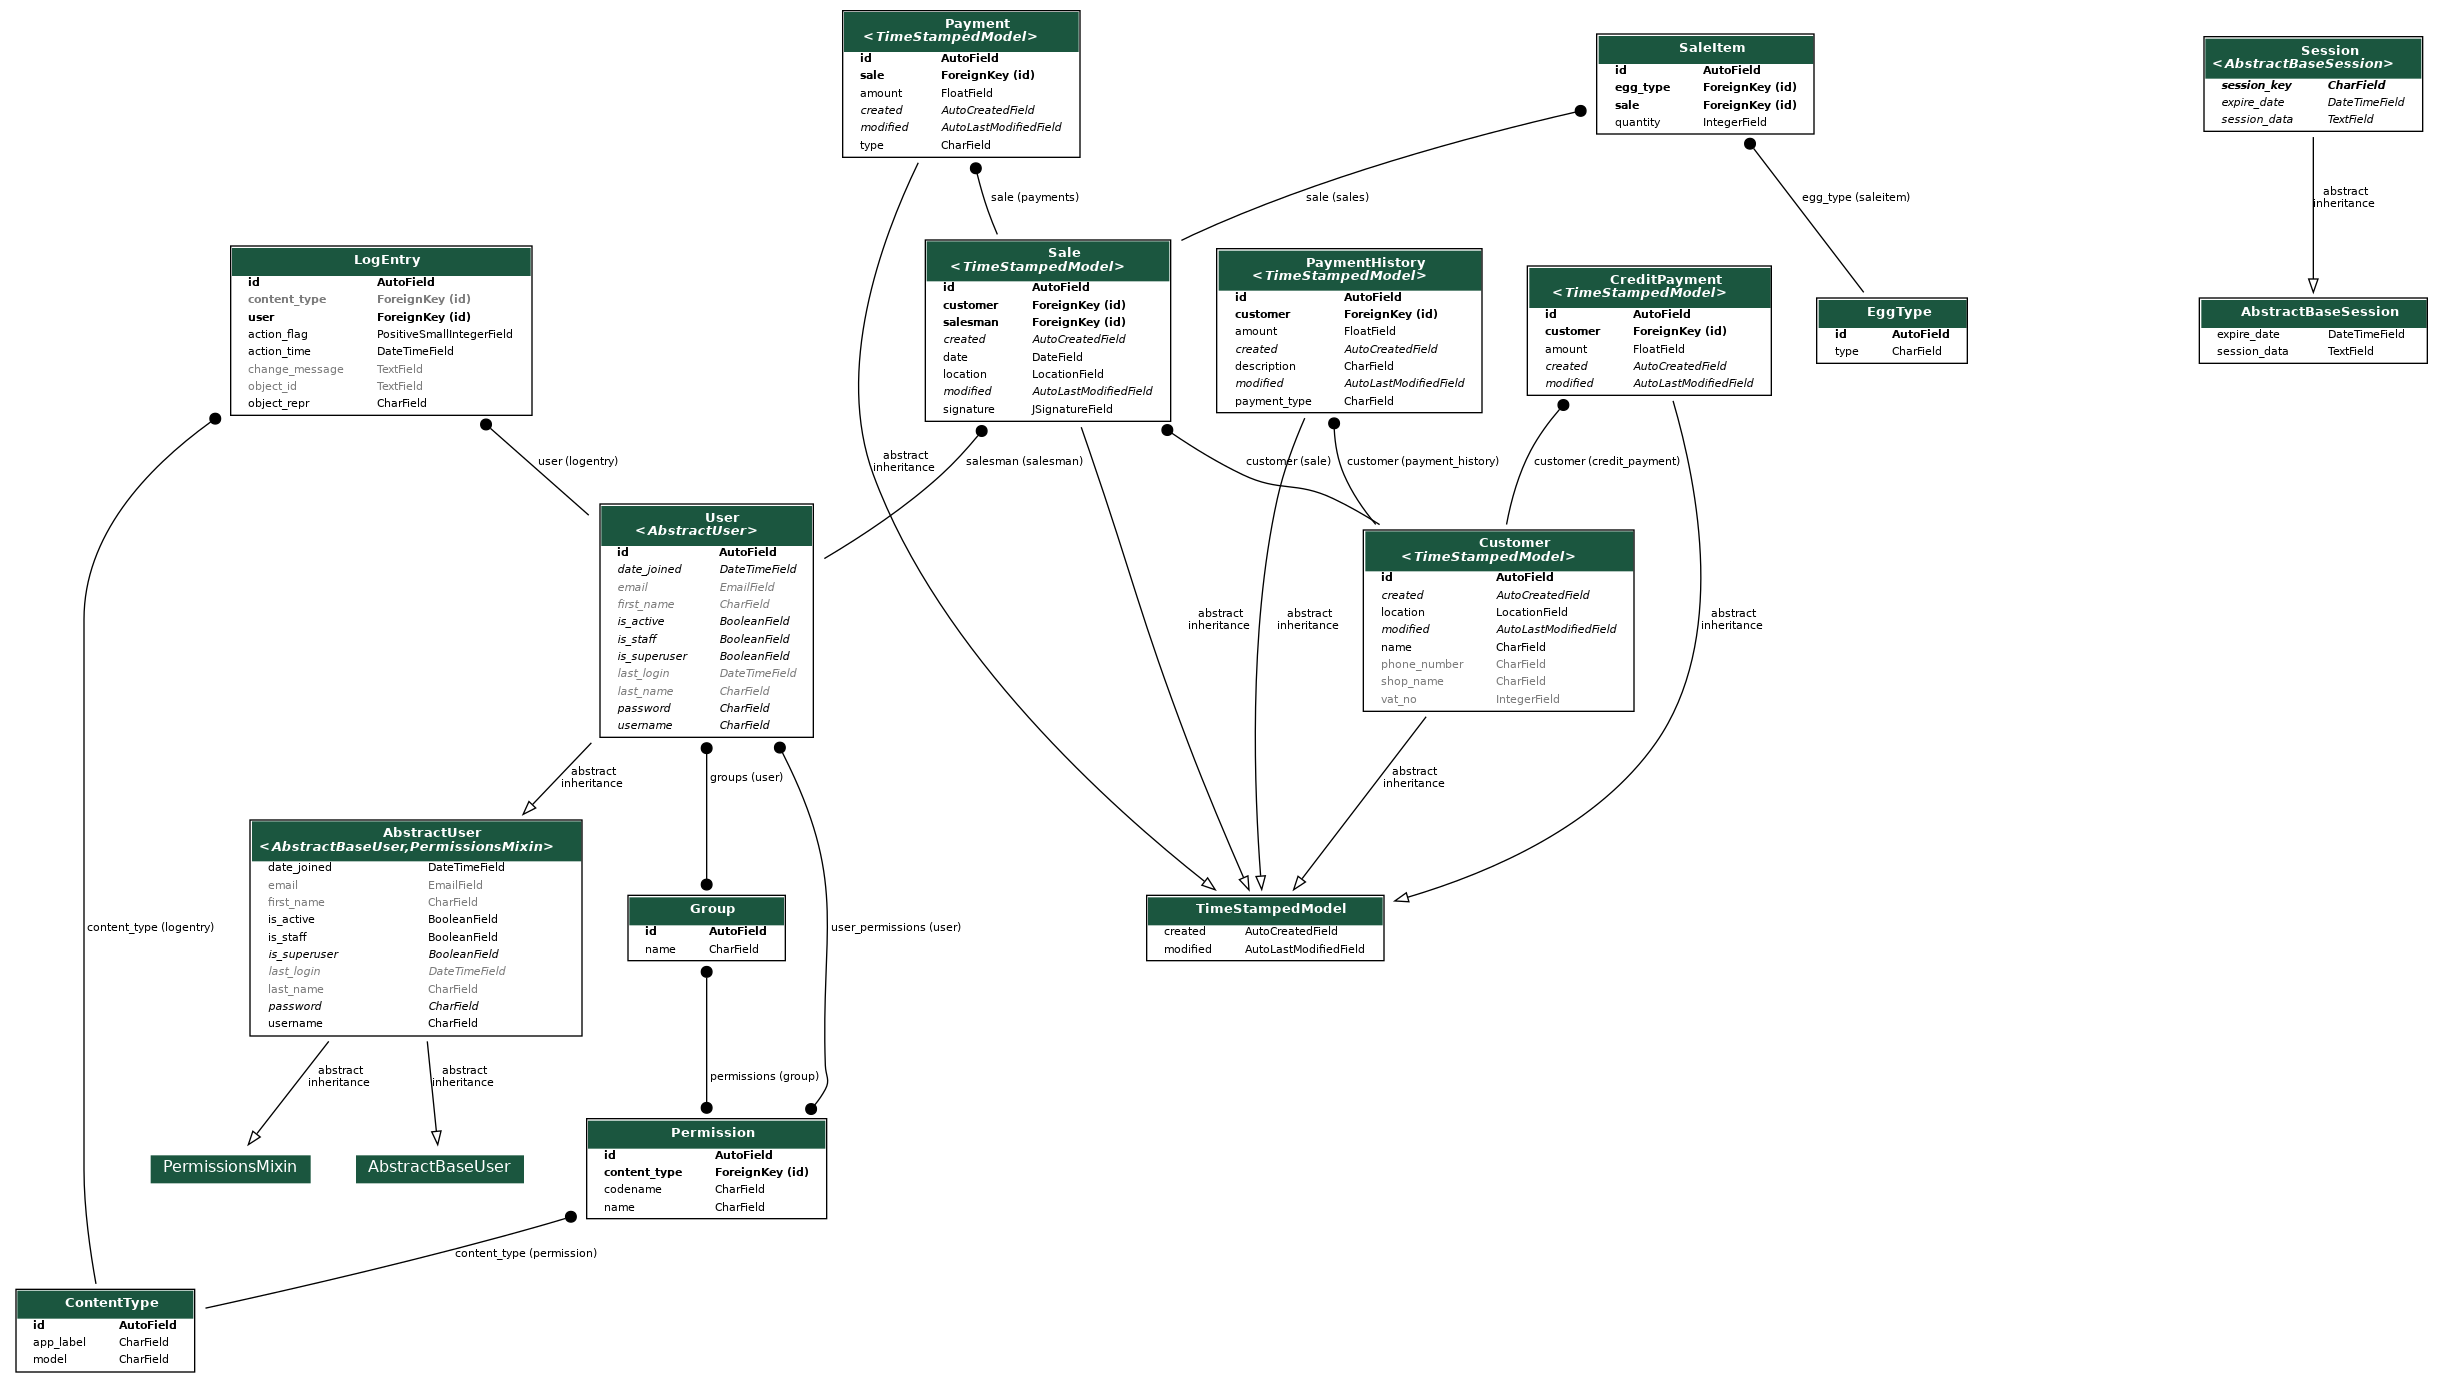 Payment
<TimeStampedModel>
id AutoField
sale ForeignKey (id)
amount FloatField
created AutoCreatedField
modified AutoLastModifiedField
type CharField
SaleItem
id AutoField
egg_type ForeignKey (id)
sale ForeignKey (id)
quantity IntegerField
Session
<AbstractBaseSession>
session_key CharField
expire_date DateTimeField
session_data TextField
sale (payments)
sale (sales)
egg_type (saleitem)
abstract
inheritance
LogEntry
id AutoField
content_type ForeignKey (id)
user ForeignKey (id)
action_flag PositiveSmallIntegerField
action_time DateTimeField
change_message TextField
object_id TextField
object_repr CharField
Sale
<TimeStampedModel>
id AutoField
customer ForeignKey (id)
salesman ForeignKey (id)
created AutoCreatedField
date DateField
location LocationField
modified AutoLastModifiedField
signature JSignatureField
PaymentHistory
<TimeStampedModel>
id AutoField
customer ForeignKey (id)
amount FloatField
created AutoCreatedField
description CharField
modified AutoLastModifiedField
payment_type CharField
CreditPayment
<TimeStampedModel>
id AutoField
customer ForeignKey (id)
amount FloatField
created AutoCreatedField
modified AutoLastModifiedField
EggType
id AutoField
type CharField
AbstractBaseSession
expire_date DateTimeField
session_data TextField
user (logentry)
abstract
inheritance
salesman (salesman)
customer (sale)
customer (payment_history)
customer (credit_payment)
User
<AbstractUser>
id AutoField
date_joined DateTimeField
email EmailField
first_name CharField
is_active BooleanField
is_staff BooleanField
is_superuser BooleanField
last_login DateTimeField
last_name CharField
password CharField
username CharField
abstract
inheritance
abstract
inheritance
Customer
<TimeStampedModel>
id AutoField
created AutoCreatedField
location LocationField
modified AutoLastModifiedField
name CharField
phone_number CharField
shop_name CharField
vat_no IntegerField
abstract
inheritance
abstract
inheritance
groups (user)
abstract
inheritance
AbstractUser
<AbstractBaseUser,PermissionsMixin>
date_joined DateTimeField
email EmailField
first_name CharField
is_active BooleanField
is_staff BooleanField
is_superuser BooleanField
last_login DateTimeField
last_name CharField
password CharField
username CharField
content_type (logentry)
Group
id AutoField
name CharField
user_permissions (user)
TimeStampedModel
created AutoCreatedField
modified AutoLastModifiedField
abstract
inheritance
abstract
inheritance
permissions (group)
PermissionsMixin
AbstractBaseUser
Permission
id AutoField
content_type ForeignKey (id)
codename CharField
name CharField
content_type (permission)
ContentType
id AutoField
app_label CharField
model CharField